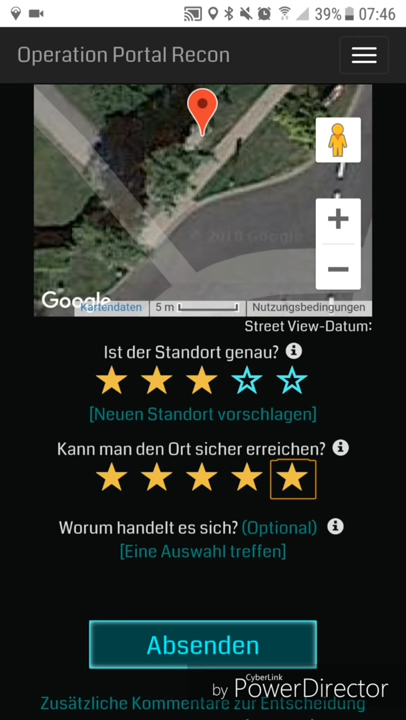 39% 07:46
Operation Portal Recon
© 2018 Google
Google
Kartendaten 5 m Nutzungsbedingungen
Street View-Datum:
Ist der Standort genau?
[Neuen Standort vorschlagen]
Kann man den Ort sicher erreichen?
Worum handelt es sich? (Optional)
[Eine Auswahl treffen]
Absenden
CyberLink
by PowerDirector
Zusätzliche Kommentare zur Entscheidung